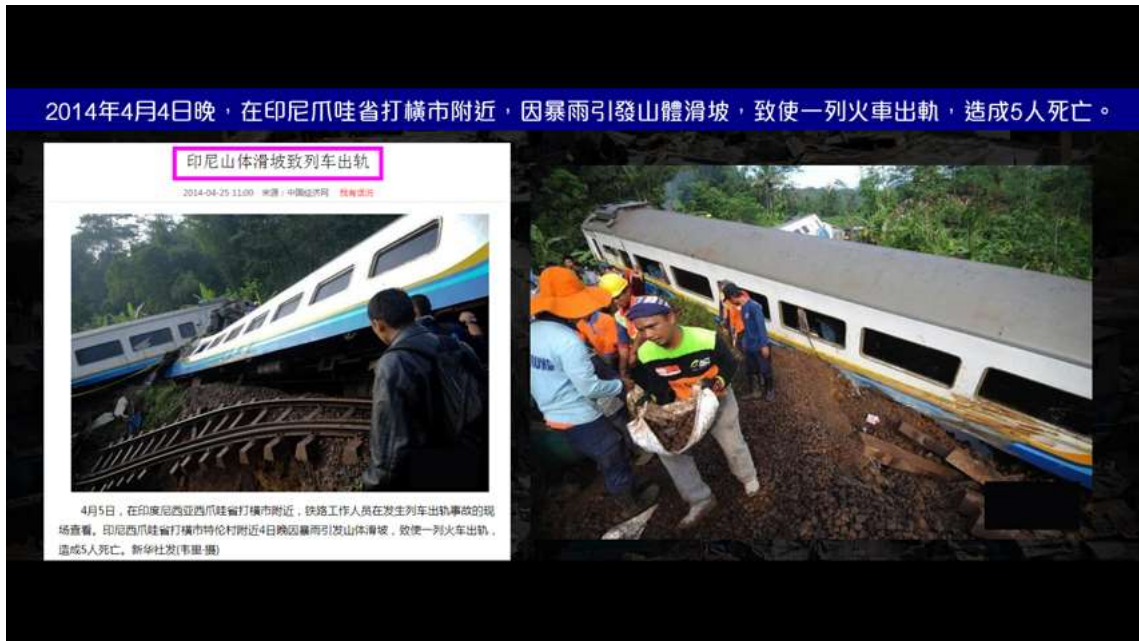 2014年4月4日晚，在印尼爪哇省打橫市附近，因暴雨引發山體滑坡，致使一列火車出軌，造成5人死亡。
印尼山体滑坡致列车出轨
2014-04-25 11:00 来源：中国经济网 我有话说
4月5日，在印度尼西亚西爪哇省打横市附近，铁路工作人员在发生列车出轨事故的现
场查看。印尼西爪哇省打横市特伦村附近4日晚因暴雨引发山体滑坡，致使一列火车出轨，
造成5人死亡。新华社发(韦里 摄)